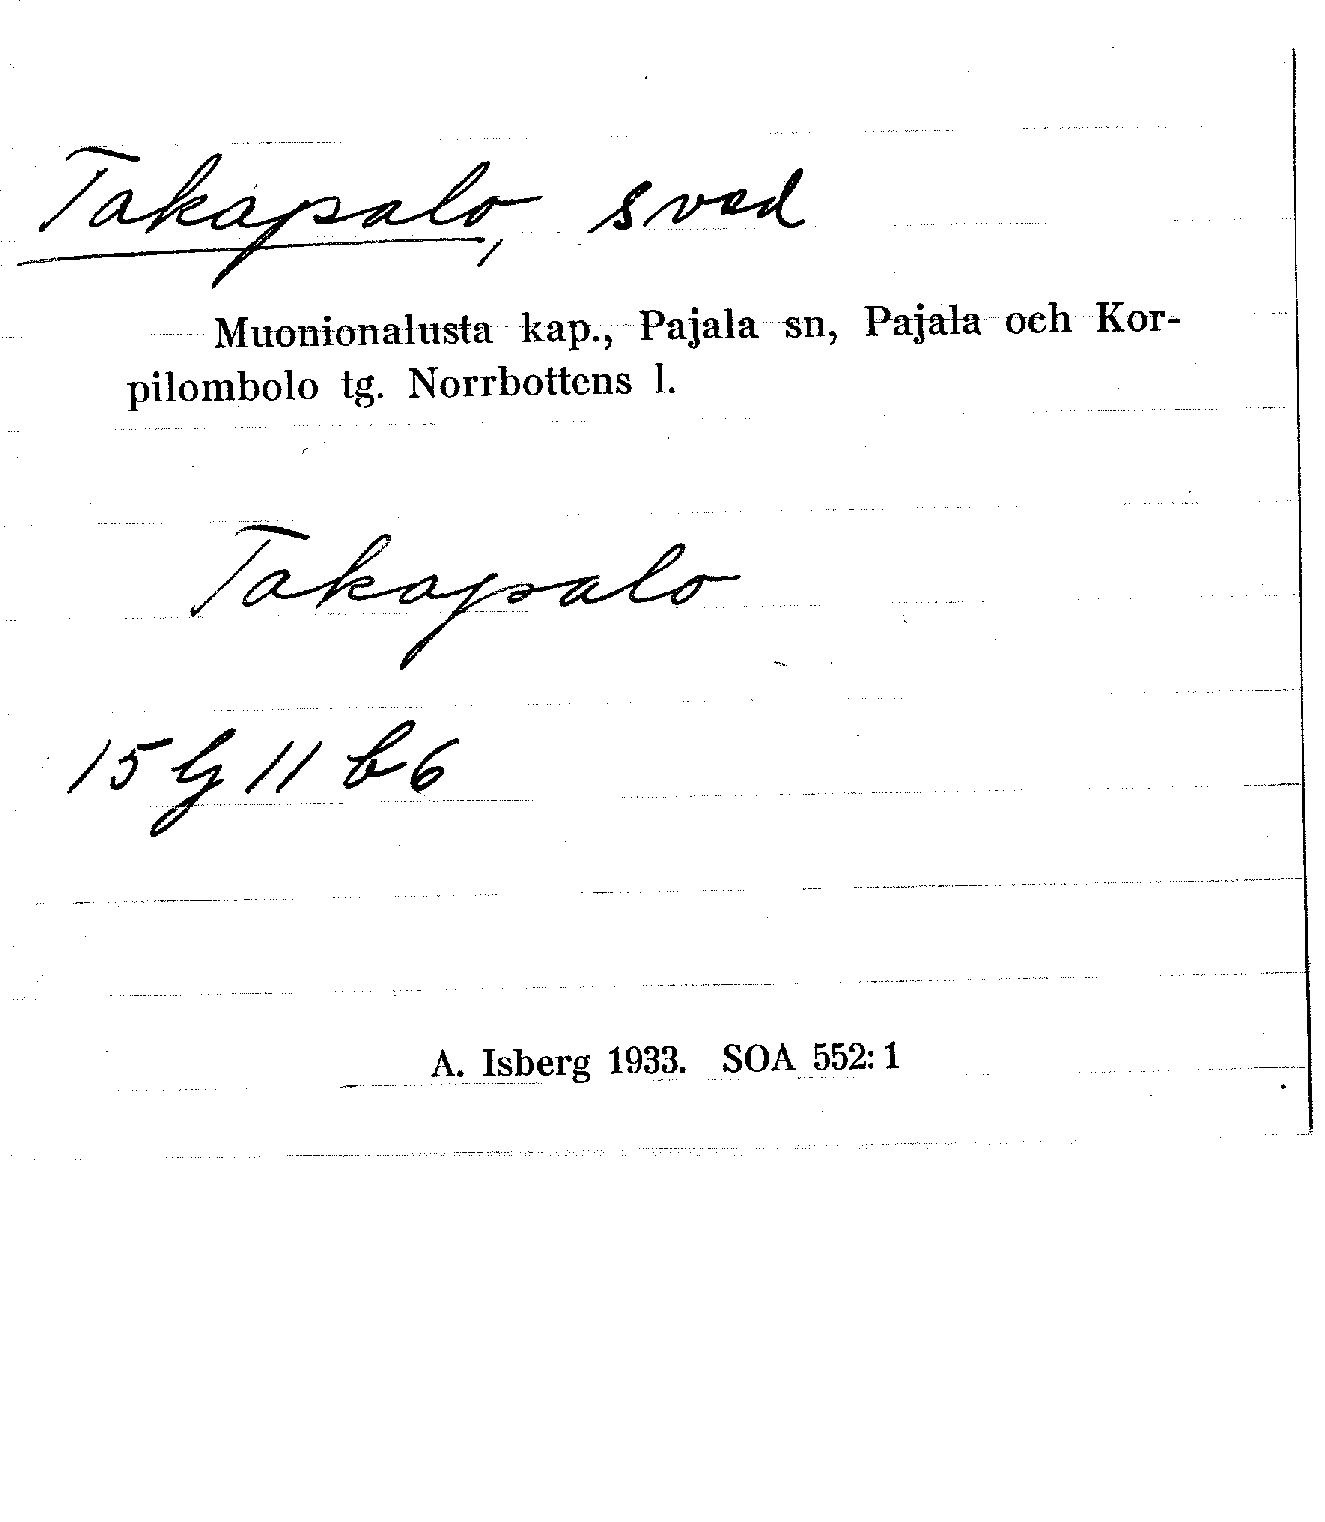 Takapalo, sved
Muonionalusta kap., Pajala sn, Pajala och Kor-
pilombolo tg. Norrbottens l.
Takapalo
15 G 11 b 6
A. Isberg 1933. SOA 552:1